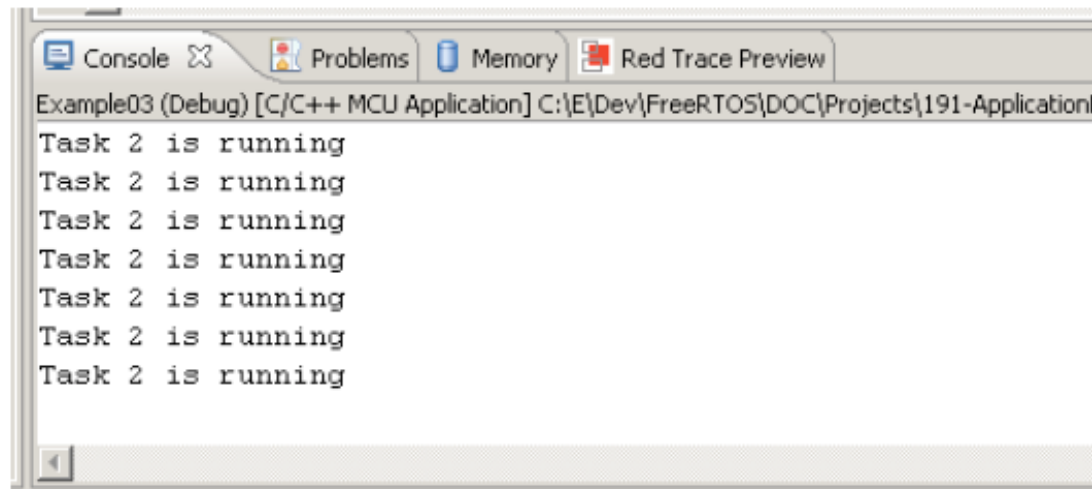 Console Problems Memory Red Trace Preview
Example03 (Debug) [C/C++ MCU Application] C:\E\Dev\FreeRTOS\DOC\Projects\191-Application
Task 2 is running
Task 2 is running
Task 2 is running
Task 2 is running
Task 2 is running
Task 2 is running
Task 2 is running